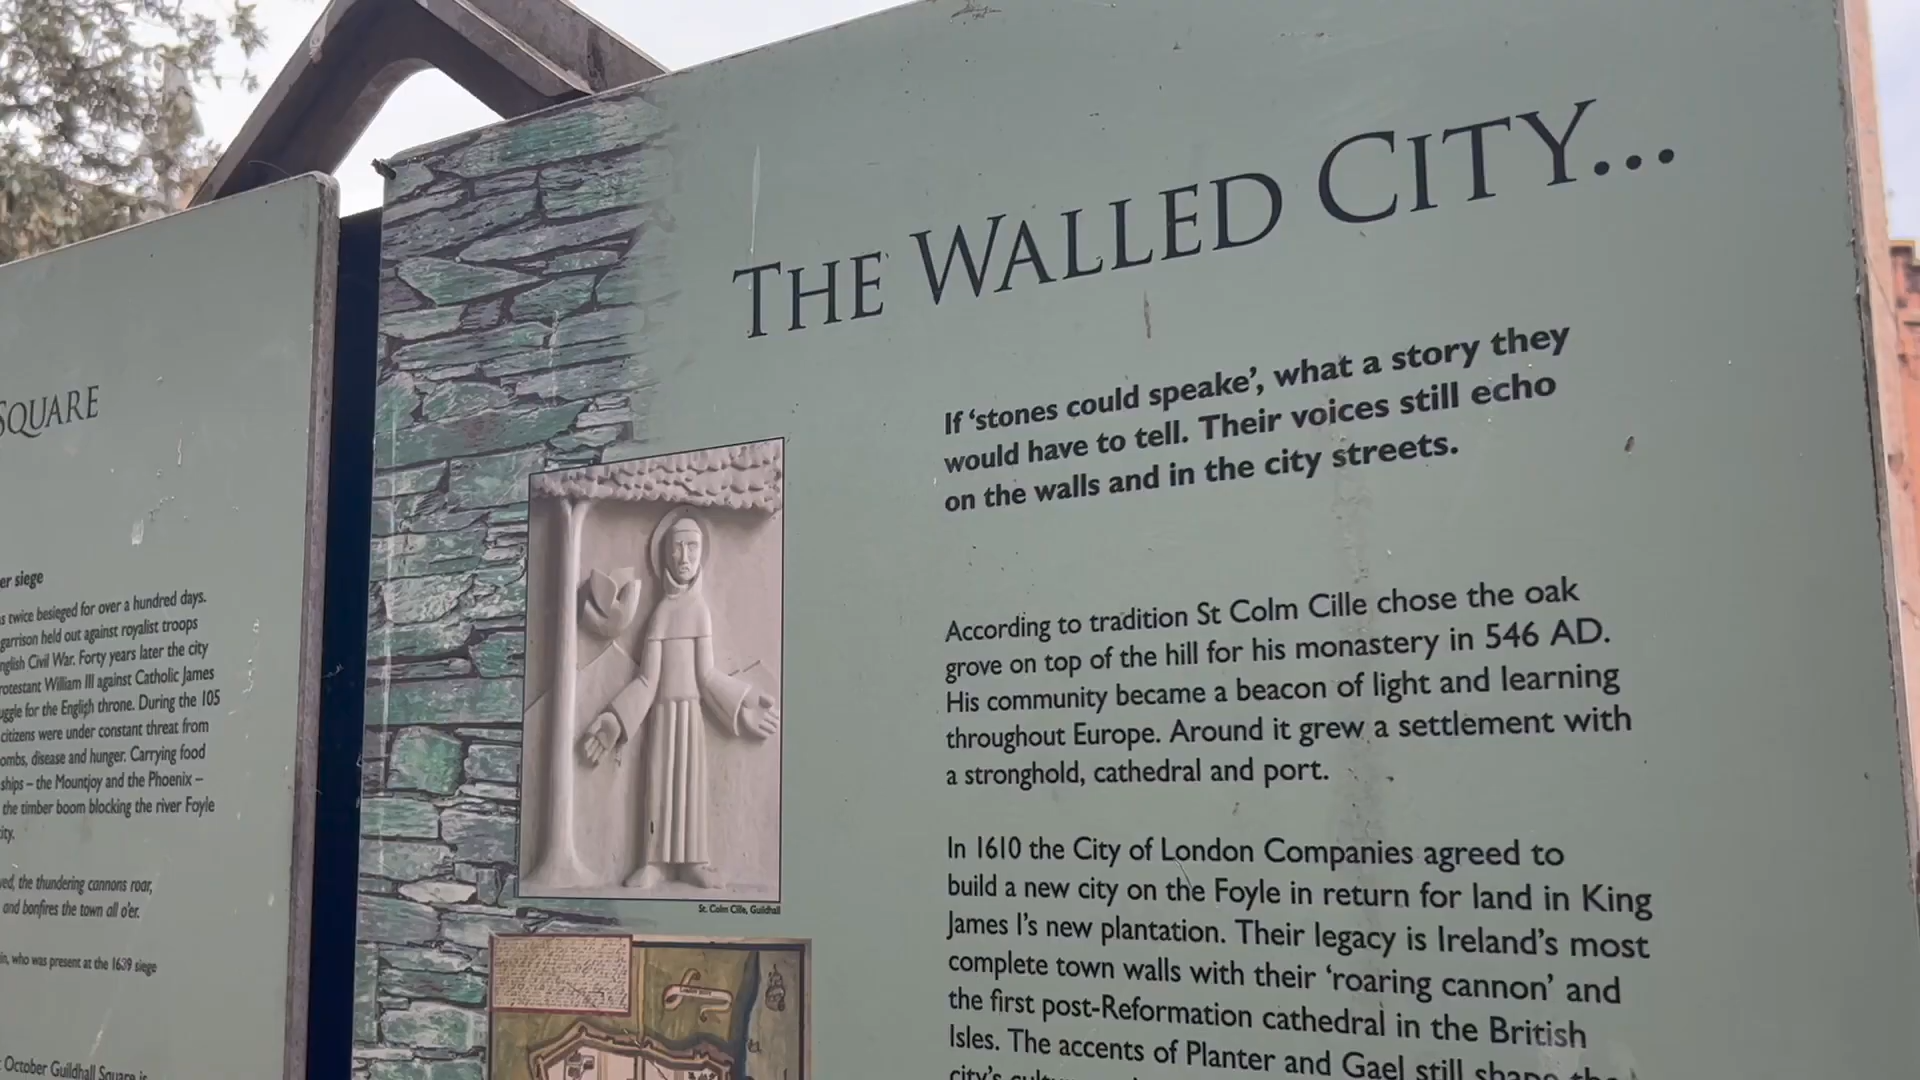 SQUARE
er siege
s twice besieged for over a hundred days.
garrison held out against royalist troops
nglish Civil War. Forty years later the city
rotestant William III against Catholic James
uggle for the English throne. During the 105
citizens were under constant threat from
ombs, disease and hunger. Carrying food
ships – the Mountjoy and the Phoenix –
the timber boom blocking the river Foyle
ity.
ved, the thundering cannons roar,
and bonfires the town all o'er.
in, who was present at the 1689 siege
October Guildhall Square is
THE WALLED CITY...
If 'stones could speake', what a story they
would have to tell. Their voices still echo
on the walls and in the city streets.
According to tradition St Colm Cille chose the oak
grove on top of the hill for his monastery in 546 AD.
His community became a beacon of light and learning
throughout Europe. Around it grew a settlement with
a stronghold, cathedral and port.
In 1610 the City of London Companies agreed to
build a new city on the Foyle in return for land in King
James I's new plantation. Their legacy is Ireland's most
complete town walls with their 'roaring cannon' and
the first post-Reformation cathedral in the British
Isles. The accents of Planter and Gael still shape the
city's
St. Colm Cille, Guildhall